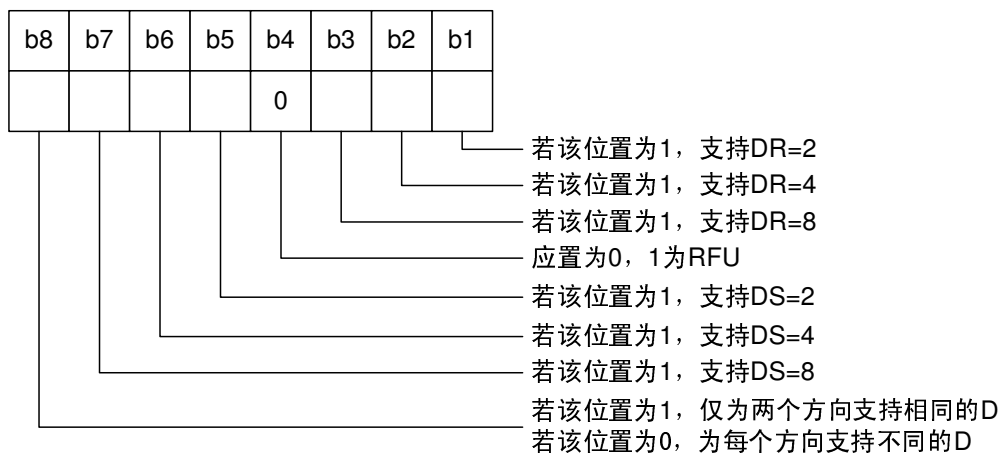 b8 b7 b6 b5 b4 b3 b2 b1
0
若该位置为1，支持DR=2
若该位置为1，支持DR=4
若该位置为1，支持DR=8
应置为0，1为RFU
若该位置为1，支持DS=2
若该位置为1，支持DS=4
若该位置为1，支持DS=8
若该位置为1，仅为两个方向支持相同的D
若该位置为0，为每个方向支持不同的D